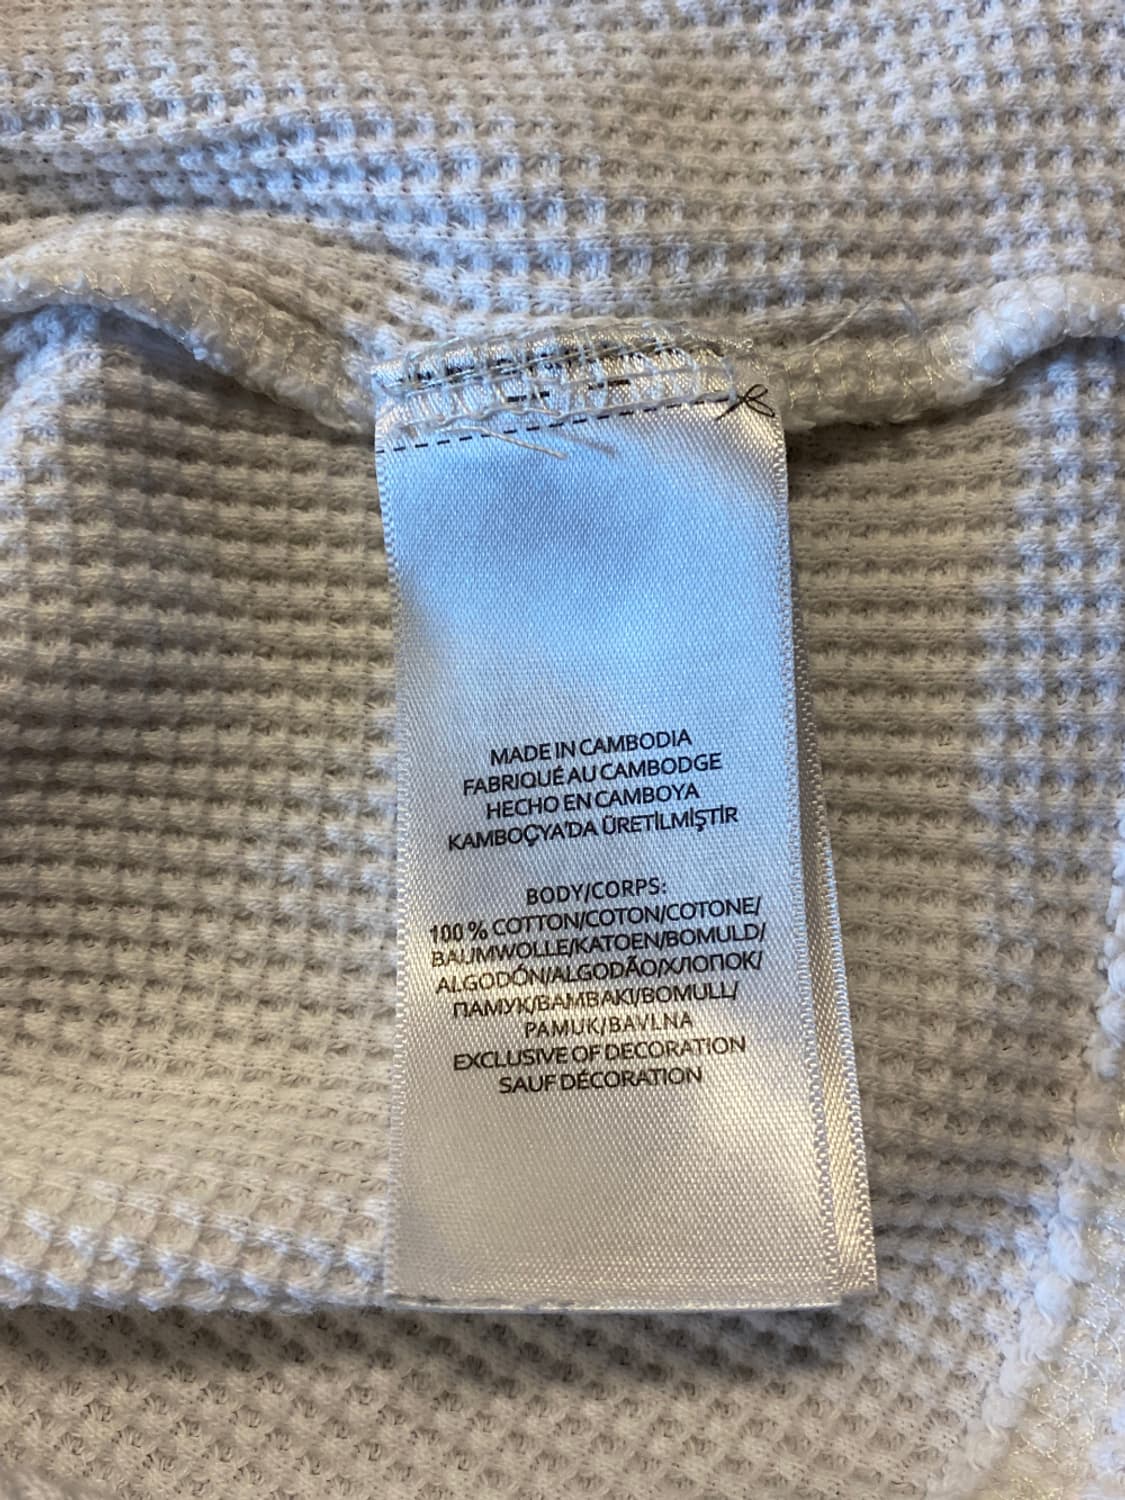 MADE IN CAMBODIA
FABRIQUÉ AU CAMBODGE
HECHO EN CAMBOYA
KAMBOÇYA'DA ÜRETİLMİŞTİR
BODY/CORPS:
100 % COTTON/COTON/COTONE/
BAUMWOLLE/KATOEN/BOMULD/
ALGODÓN/ALGODÃO/ХЛОПОК/
ПАМУК/BAMBAKI/BOMULL/
PAMUK/BAVLNA
EXCLUSIVE OF DECORATION
SAUF DÉCORATION